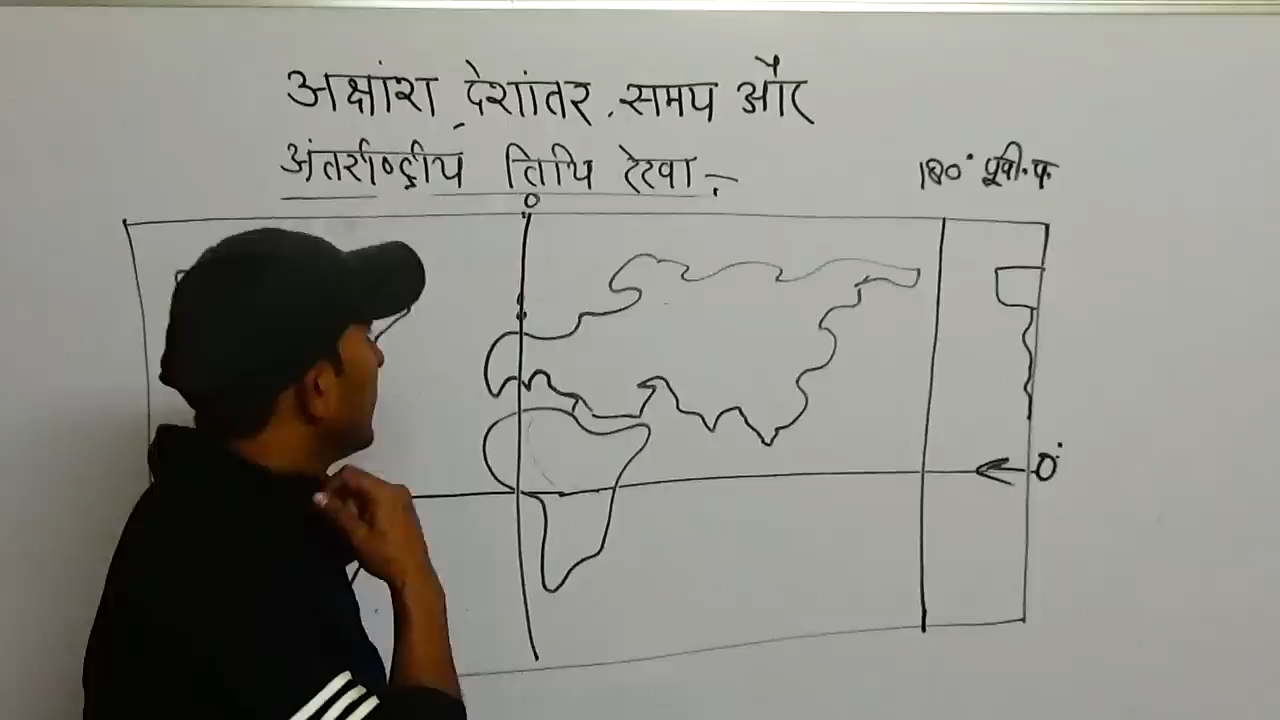 अक्षांश, देशांतर, समय और
अंतर्राष्ट्रीय तिथि रेखा :-
180° पूर्वी.प.
0
0°